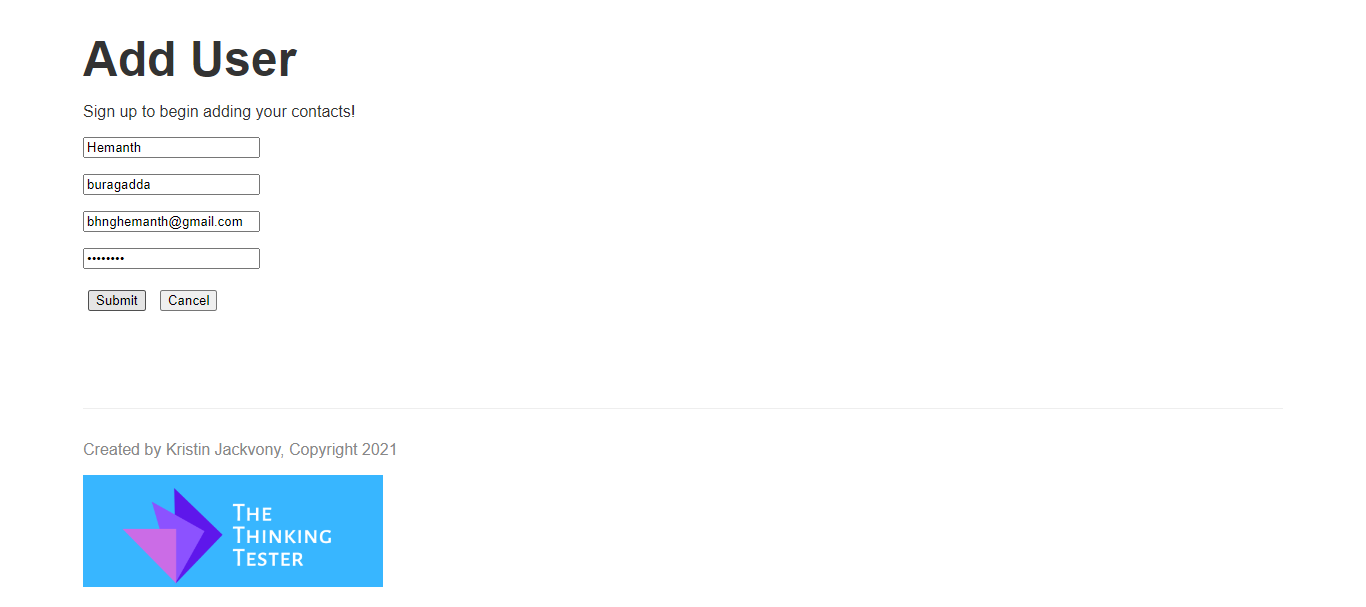 Add User
Sign up to begin adding your contacts!
Hemanth
buragadda
bhnghemanth@gmail.com
••••••••
Submit Cancel
Created by Kristin Jackvony, Copyright 2021
THE
THINKING
TESTER